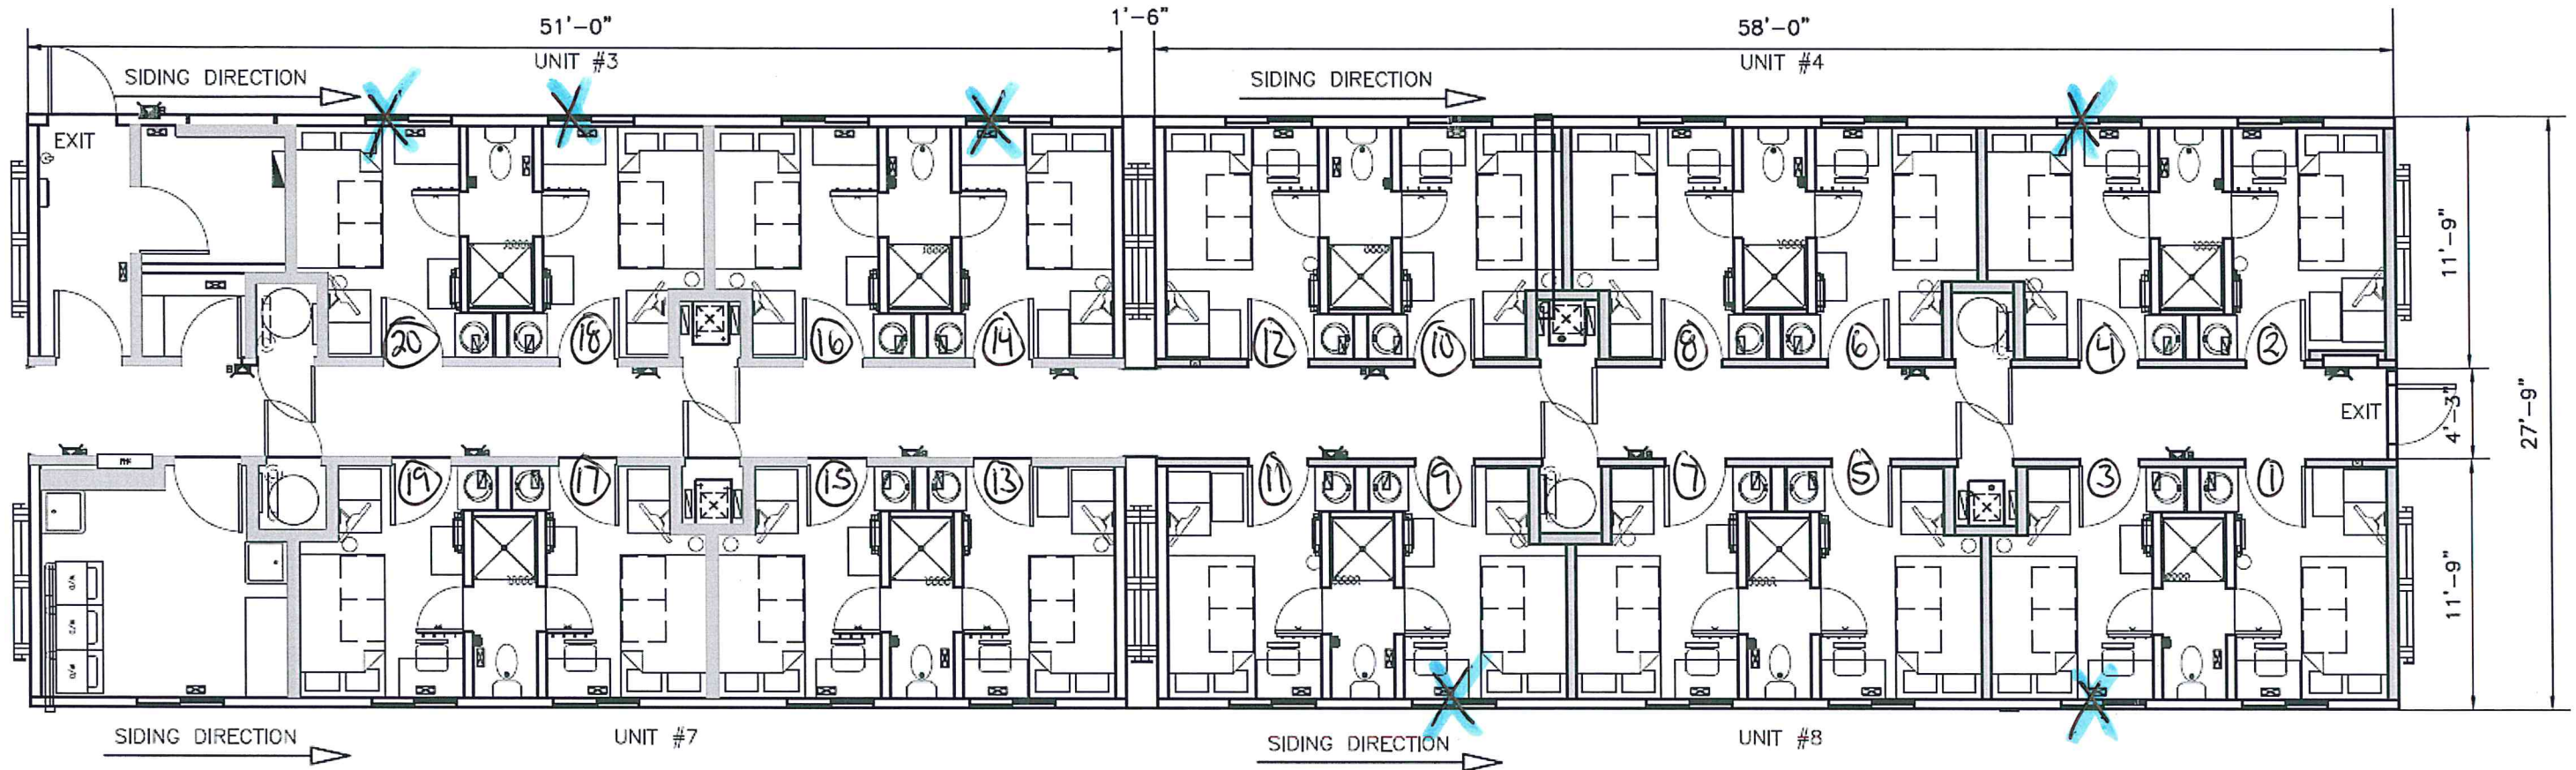 51'-0"
1'-6"
58'-0"
UNIT #3
UNIT #4
SIDING DIRECTION
SIDING DIRECTION
EXIT
11'-9"
20
18
16
14
12
10
8
6
4
2
4'-3"
27'-9"
EXIT
19
17
15
13
11
9
7
5
3
1
11'-9"
D/W
D/W
D/W
SIDING DIRECTION
UNIT #7
SIDING DIRECTION
UNIT #8